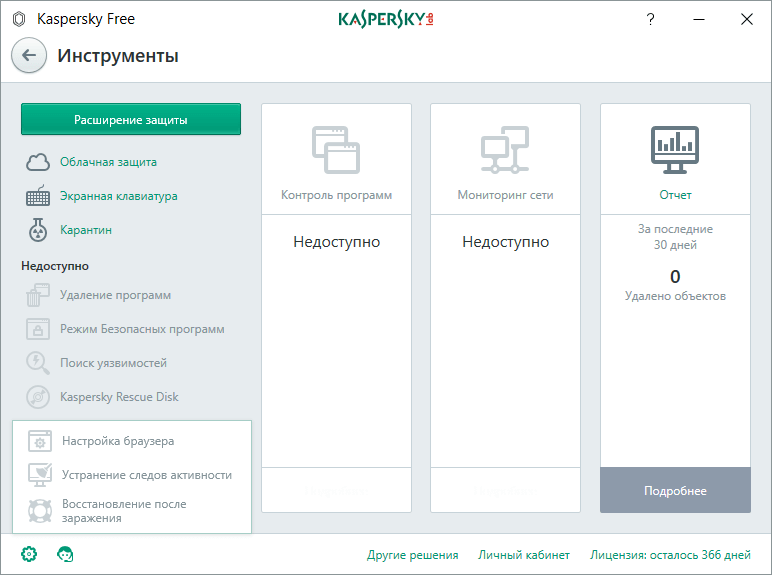 Kaspersky Free
KASPERSKY lab
?
Инструменты
Расширение защиты
Облачная защита
Экранная клавиатура
Карантин
Недоступно
Удаление программ
Режим Безопасных программ
Поиск уязвимостей
Kaspersky Rescue Disk
Настройка браузера
Устранение следов активности
Восстановление после
заражения
Контроль программ
Недоступно
Мониторинг сети
Недоступно
Отчет
За последние
30 дней
0
Удалено объектов
Подробнее
Другие решения
Личный кабинет
Лицензия: осталось 366 дней